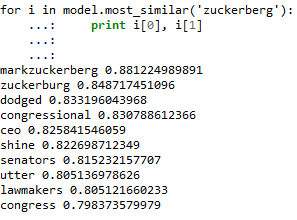 for i in model.most_similar('zuckerberg'):
...: print i[0], i[1]
...:
...:
markzuckerberg 0.881224989891
zuckerburg 0.848717451096
dodged 0.833196043968
congressional 0.830788612366
ceo 0.825841546059
shine 0.822698712349
senators 0.815232157707
utter 0.805136978626
lawmakers 0.805121660233
congress 0.798373579979